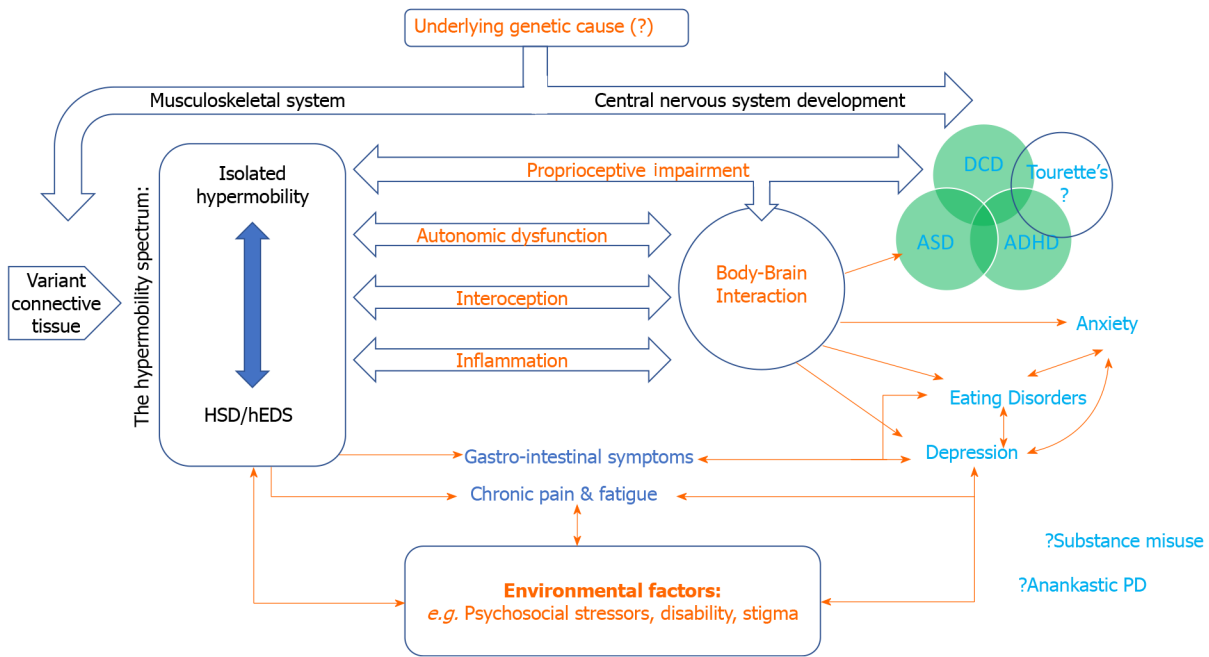 Underlying genetic cause (?)
Musculoskeletal system
Central nervous system development
The hypermobility spectrum:
Isolated
hypermobility
HSD/hEDS
Variant
connective
tissue
Proprioceptive impairment
Autonomic dysfunction
Interoception
Inflammation
Body-Brain
Interaction
DCD
Tourette's
?
ASD
ADHD
Anxiety
Eating Disorders
Depression
Gastro-intestinal symptoms
Chronic pain & fatigue
Environmental factors:
e.g. Psychosocial stressors, disability, stigma
?Substance misuse
?Anankastic PD